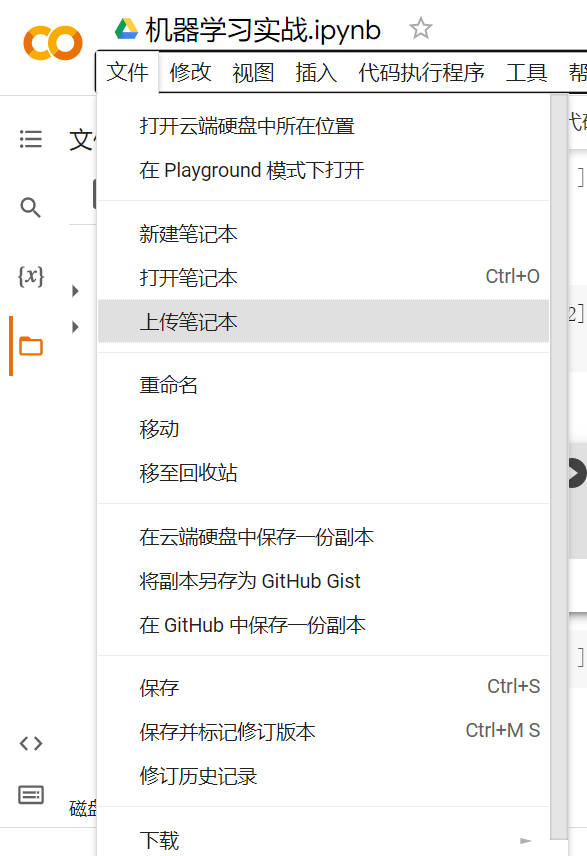 机器学习实战.ipynb
文件 修改 视图 插入 代码执行程序 工具
打开云端硬盘中所在位置
在 Playground 模式下打开
新建笔记本
打开笔记本 Ctrl+O
{x}
上传笔记本
2]
重命名
移动
移至回收站
在云端硬盘中保存一份副本
将副本另存为 GitHub Gist
在 GitHub 中保存一份副本
]
保存 Ctrl+S
保存并标记修订版本 Ctrl+M S
修订历史记录
磁盘
下载